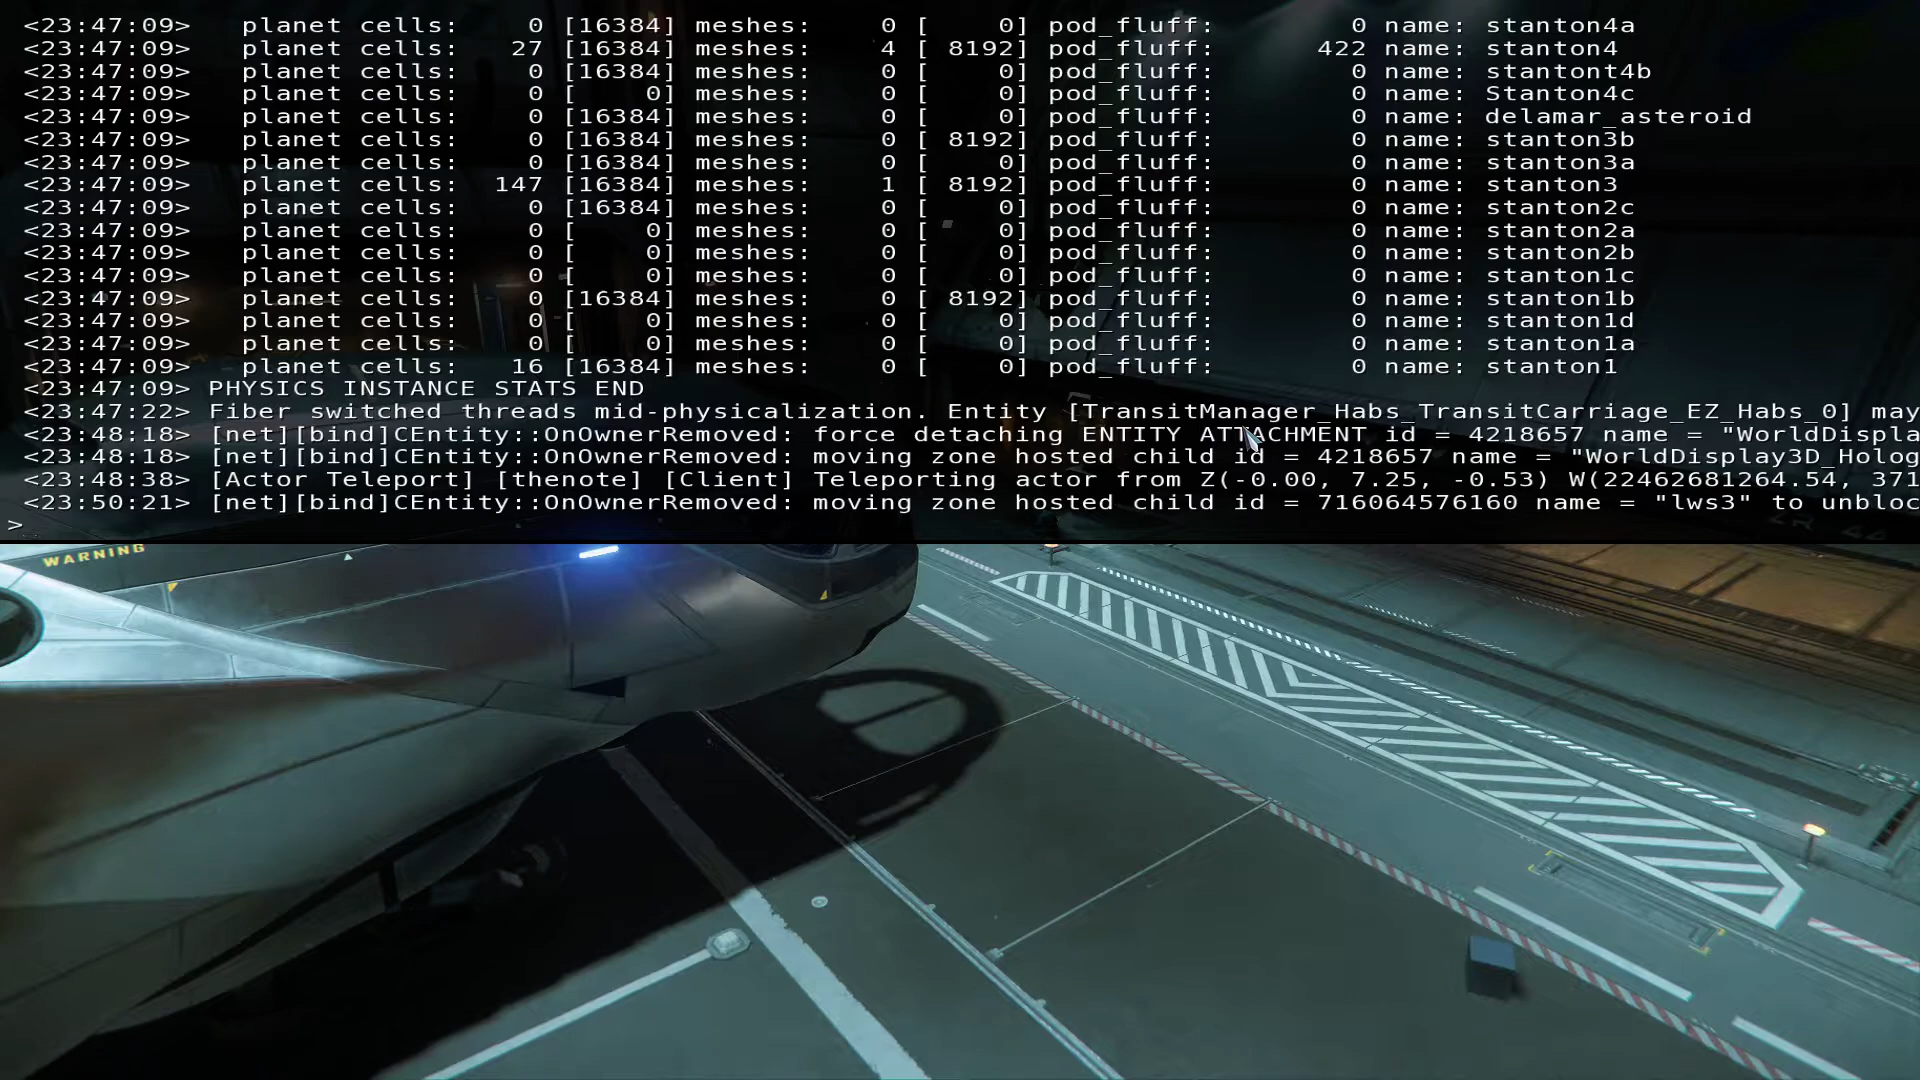 <23:47:09>   planet cells:    0 [16384] meshes:    0 [    0] pod_fluff:        0 name: stanton4a
<23:47:09>   planet cells:   27 [16384] meshes:    4 [ 8192] pod_fluff:      422 name: stanton4
<23:47:09>   planet cells:    0 [16384] meshes:    0 [    0] pod_fluff:        0 name: stantont4b
<23:47:09>   planet cells:    0 [    0] meshes:    0 [    0] pod_fluff:        0 name: Stanton4c
<23:47:09>   planet cells:    0 [16384] meshes:    0 [    0] pod_fluff:        0 name: delamar_asteroid
<23:47:09>   planet cells:    0 [16384] meshes:    0 [ 8192] pod_fluff:        0 name: stanton3b
<23:47:09>   planet cells:    0 [16384] meshes:    0 [    0] pod_fluff:        0 name: stanton3a
<23:47:09>   planet cells:  147 [16384] meshes:    1 [ 8192] pod_fluff:        0 name: stanton3
<23:47:09>   planet cells:    0 [16384] meshes:    0 [    0] pod_fluff:        0 name: stanton2c
<23:47:09>   planet cells:    0 [    0] meshes:    0 [    0] pod_fluff:        0 name: stanton2a
<23:47:09>   planet cells:    0 [    0] meshes:    0 [    0] pod_fluff:        0 name: stanton2b
<23:47:09>   planet cells:    0 [    0] meshes:    0 [    0] pod_fluff:        0 name: stanton1c
<23:47:09>   planet cells:    0 [16384] meshes:    0 [ 8192] pod_fluff:        0 name: stanton1b
<23:47:09>   planet cells:    0 [    0] meshes:    0 [    0] pod_fluff:        0 name: stanton1d
<23:47:09>   planet cells:    0 [    0] meshes:    0 [    0] pod_fluff:        0 name: stanton1a
<23:47:09>   planet cells:   16 [16384] meshes:    0 [    0] pod_fluff:        0 name: stanton1
<23:47:09> PHYSICS INSTANCE STATS END
<23:47:22> Fiber switched threads mid-physicalization. Entity [TransitManager_Habs_TransitCarriage_EZ_Habs_0] may
<23:48:18> [net][bind]CEntity::OnOwnerRemoved: force detaching ENTITY ATTACHMENT id = 4218657 name = "WorldDispla
<23:48:18> [net][bind]CEntity::OnOwnerRemoved: moving zone hosted child id = 4218657 name = "WorldDisplay3D_Holog
<23:48:38> [Actor Teleport] [thenote] [Client] Teleporting actor from Z(-0.00, 7.25, -0.53) W(22462681264.54, 371
<23:50:21> [net][bind]CEntity::OnOwnerRemoved: moving zone hosted child id = 716064576160 name = "lws3" to unbloc
>_
WARNING